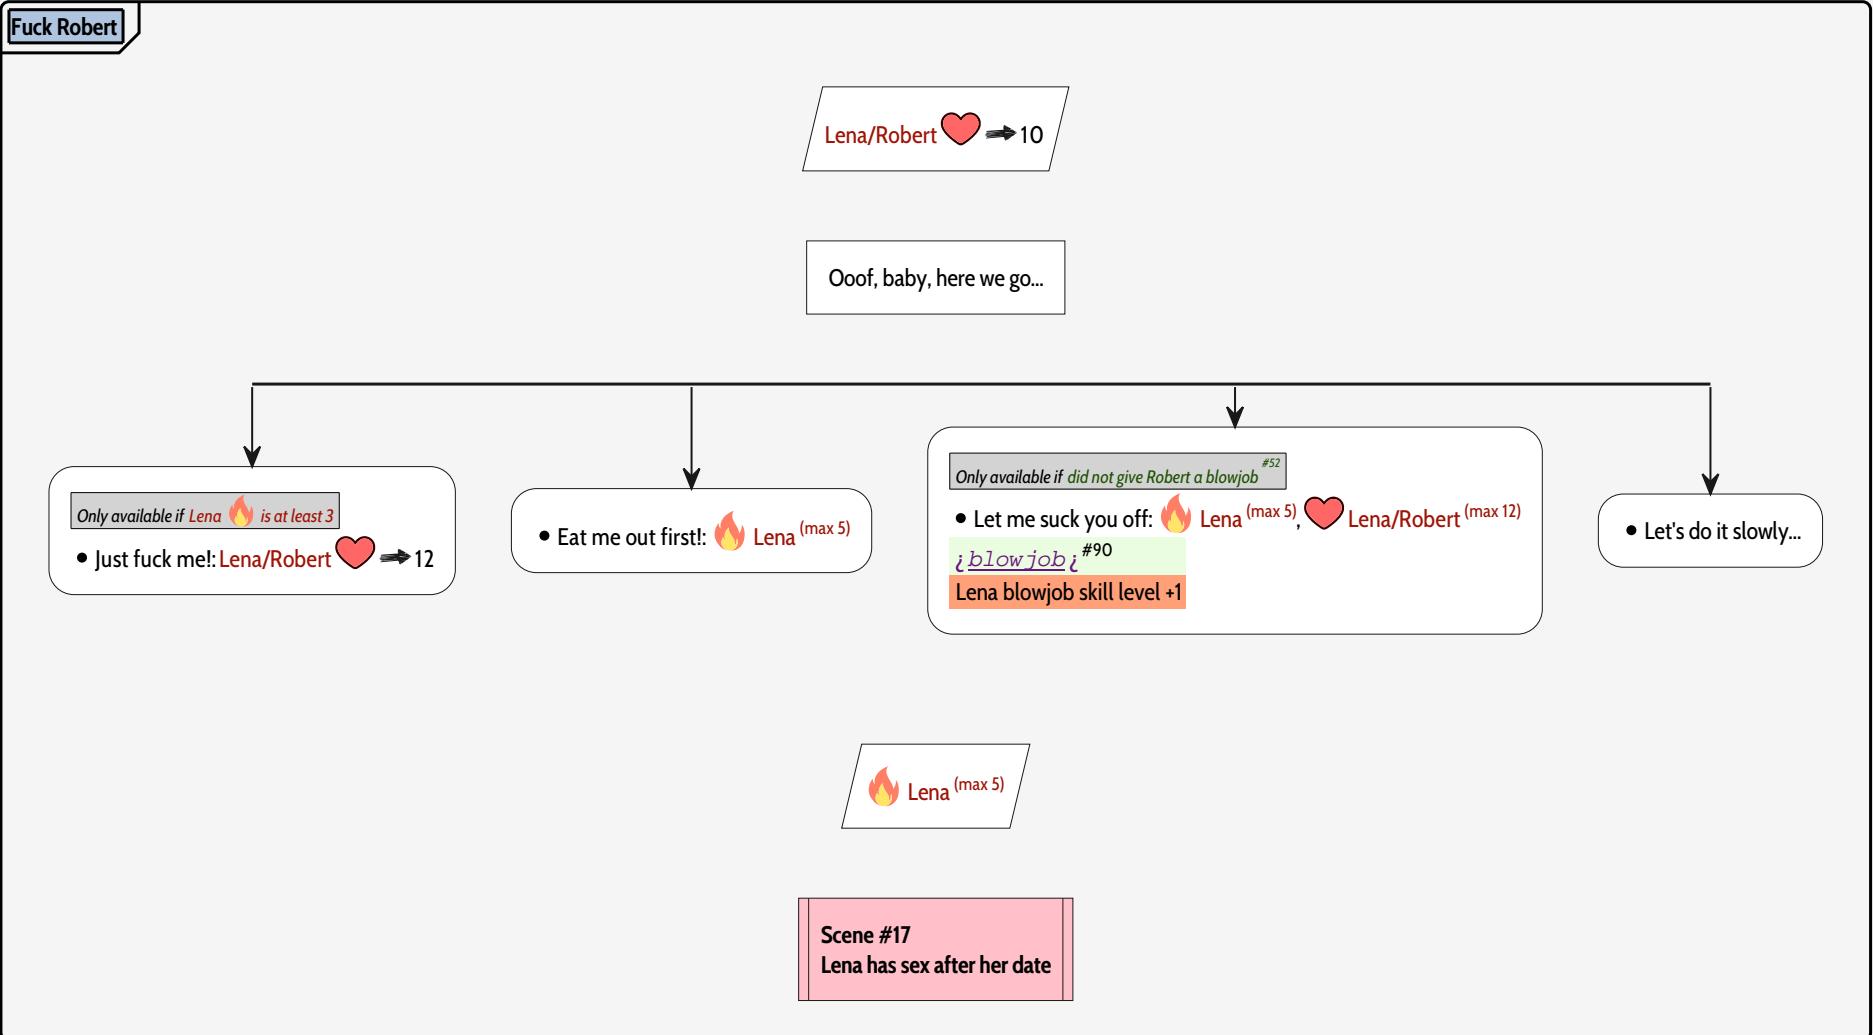 Fuck Robert
Lena/Robert 10
Ooof, baby, here we go...
Only available if Lena is at least 3
• Just fuck me!: Lena/Robert 12
• Eat me out first!: Lena (max 5)
Only available if did not give Robert a blowjob #52
• Let me suck you off: Lena (max 5), Lena/Robert (max 12)
¿blowjob¿ #90
Lena blowjob skill level +1
• Let's do it slowly...
Lena (max 5)
Scene #17
Lena has sex after her date